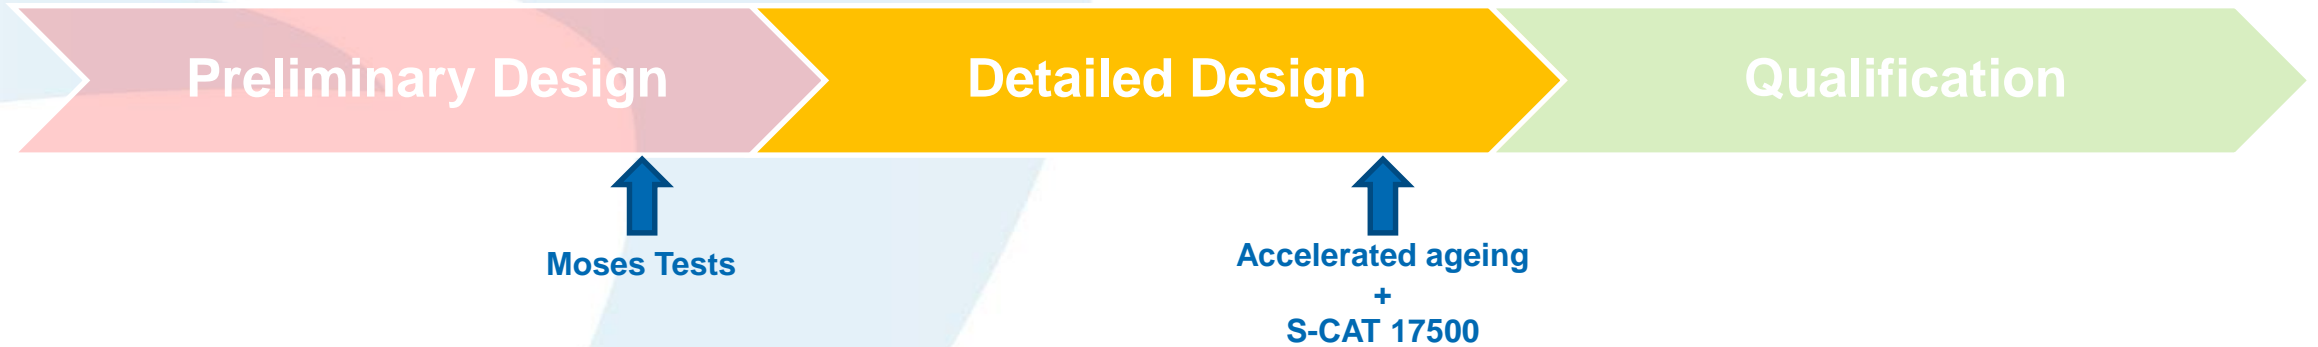 Preliminary Design
Detailed Design
Qualification
Moses Tests
Accelerated ageing
+
S-CAT 17500